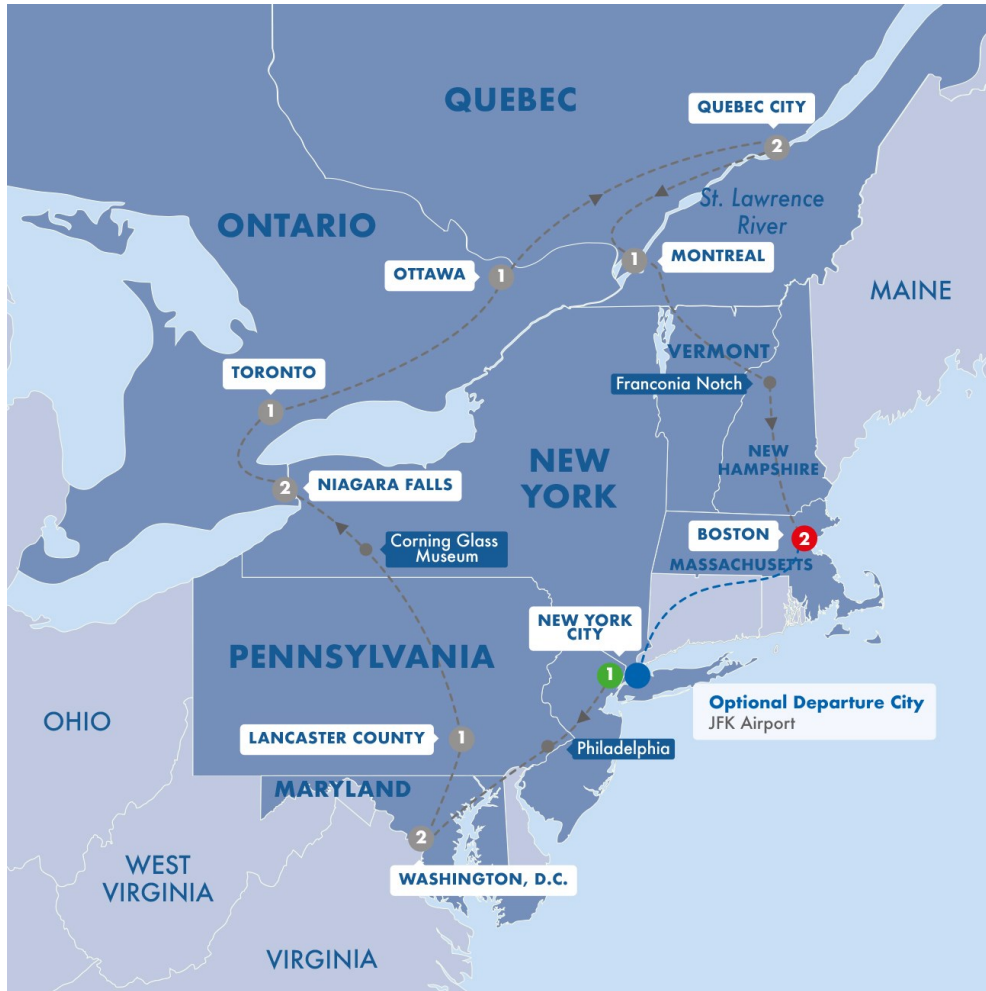 QUEBEC
QUEBEC CITY
2
St. Lawrence
River
ONTARIO
OTTAWA
1
1
MONTREAL
MAINE
TORONTO
1
VERMONT
Franconia Notch
NIAGARA FALLS
2
NEW
YORK
NEW
HAMPSHIRE
Corning Glass
Museum
BOSTON
2
MASSACHUSETTS
NEW YORK
CITY
1
PENNSYLVANIA
Optional Departure City
JFK Airport
OHIO
LANCASTER COUNTY
1
Philadelphia
MARYLAND
2
WASHINGTON, D.C.
WEST
VIRGINIA
VIRGINIA